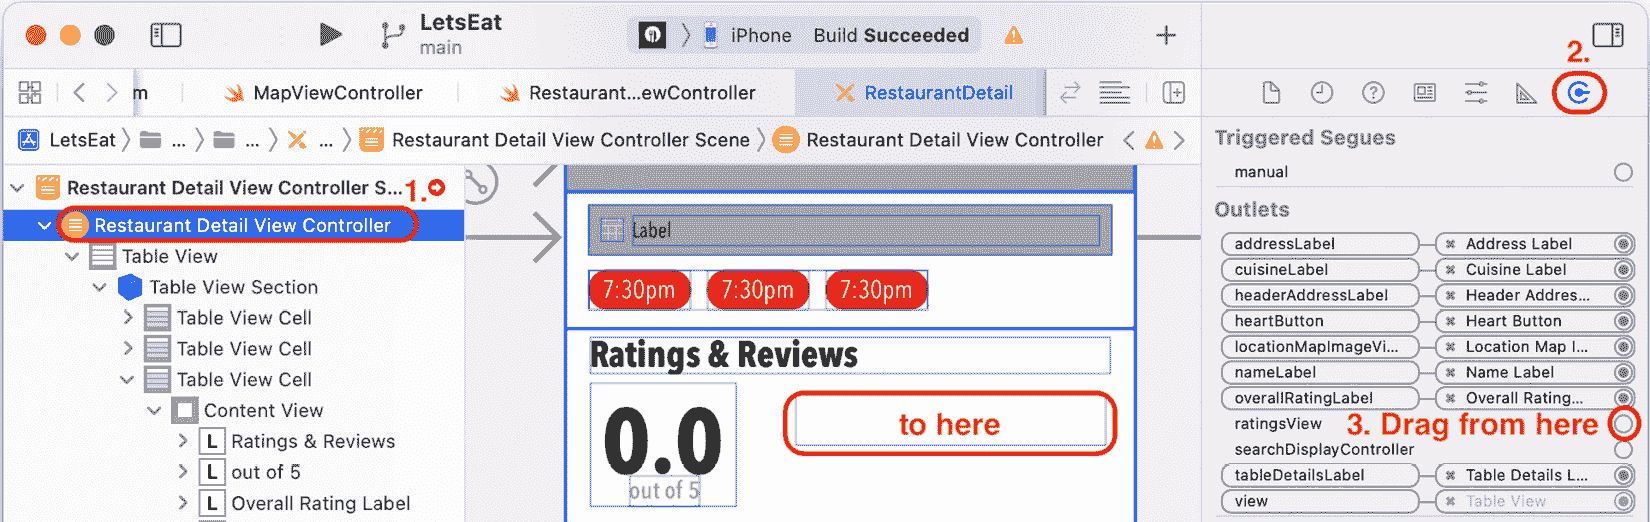 LetsEat
main
iPhone Build Succeeded
2.
m
MapViewController
Restaurant...ewController
RestaurantDetail
LetsEat ... ... ... Restaurant Detail View Controller Scene Restaurant Detail View Controller
Restaurant Detail View Controller S... 1.
Restaurant Detail View Controller
Table View
Table View Section
Table View Cell
Table View Cell
Table View Cell
Content View
L Ratings & Reviews
L out of 5
L Overall Rating Label
Label
7:30pm 7:30pm 7:30pm
Ratings & Reviews
0.0
out of 5
to here
Triggered Segues
manual
Outlets
addressLabel Address Label
cuisineLabel Cuisine Label
headerAddressLabel Header Addres...
heartButton Heart Button
locationMapImageVi... Location Map I...
nameLabel Name Label
overallRatingLabel Overall Rating...
ratingsView 3. Drag from here
searchDisplayController
tableDetailsLabel Table Details L...
view Table View